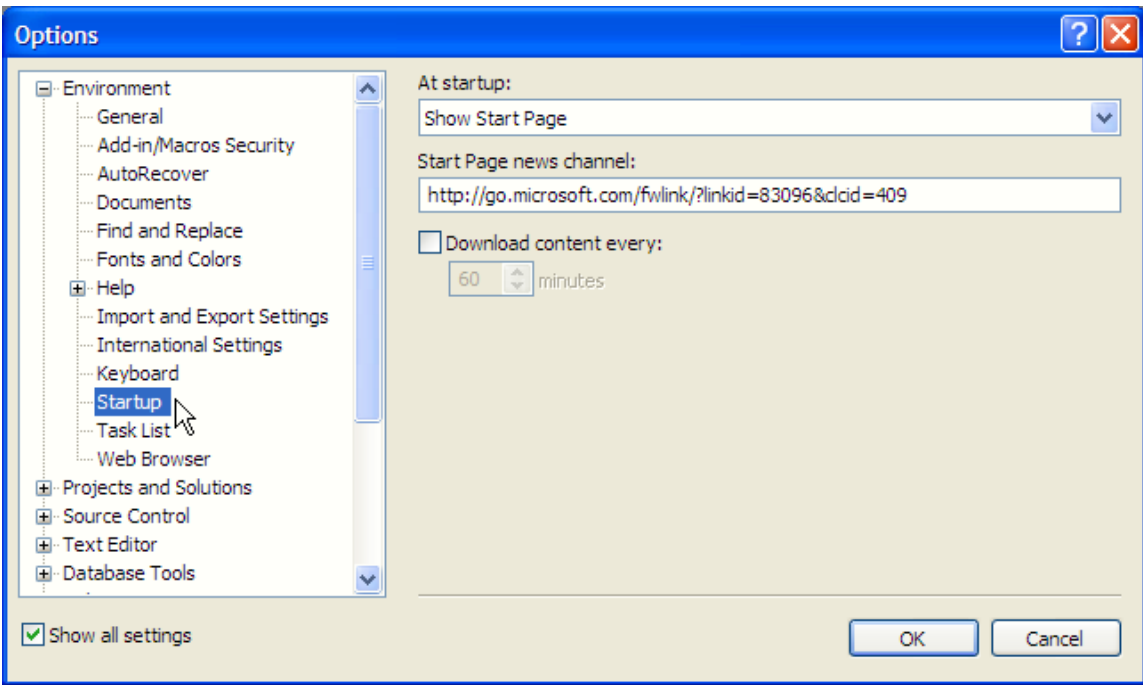 Options
Environment
General
Add-in/Macros Security
AutoRecover
Documents
Find and Replace
Fonts and Colors
Help
Import and Export Settings
International Settings
Keyboard
Startup
Task List
Web Browser
Projects and Solutions
Source Control
Text Editor
Database Tools
Show all settings
At startup:
Show Start Page
Start Page news channel:
http://go.microsoft.com/fwlink/?linkid=83096&clcid=409
Download content every:
60 minutes
OK Cancel